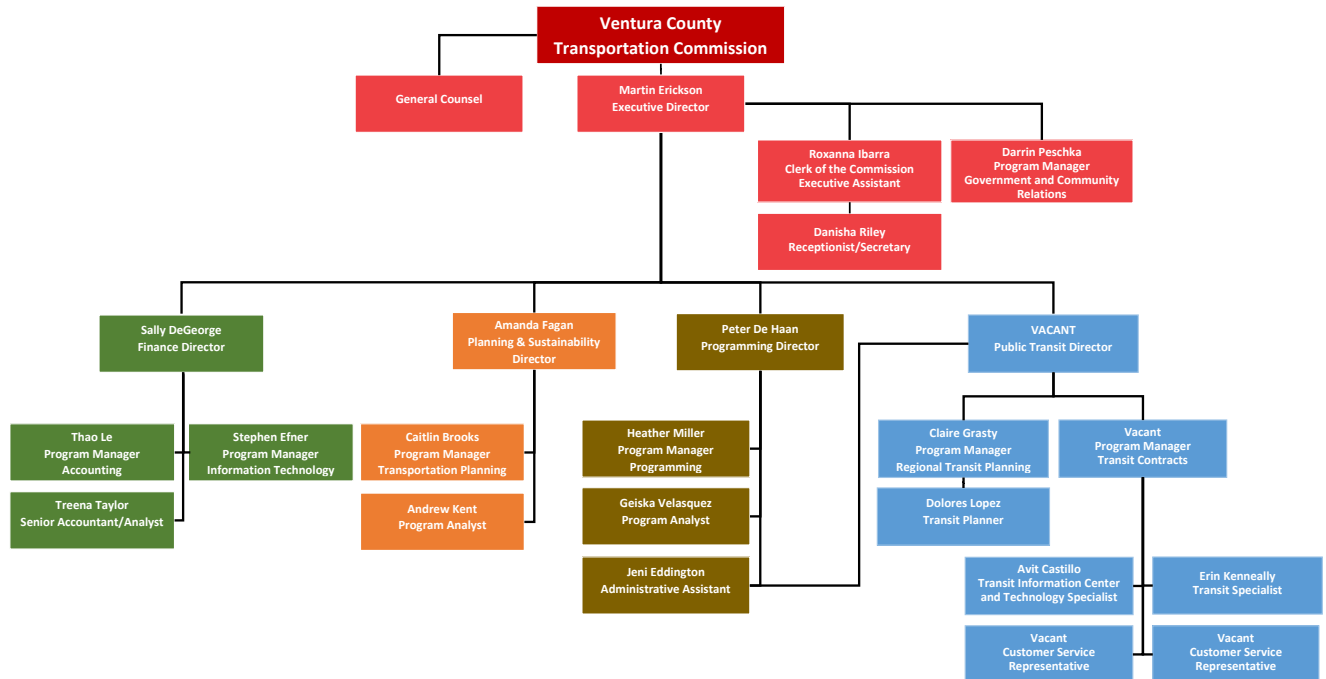 Ventura County
Transportation Commission
General Counsel
Martin Erickson
Executive Director
Roxanna Ibarra
Clerk of the Commission
Executive Assistant
Darrin Peschka
Program Manager
Government and Community
Relations
Danisha Riley
Receptionist/Secretary
Sally DeGeorge
Finance Director
Amanda Fagan
Planning & Sustainability
Director
Peter De Haan
Programming Director
VACANT
Public Transit Director
Thao Le
Program Manager
Accounting
Stephen Efner
Program Manager
Information Technology
Caitlin Brooks
Program Manager
Transportation Planning
Heather Miller
Program Manager
Programming
Claire Grasty
Program Manager
Regional Transit Planning
Vacant
Program Manager
Transit Contracts
Treena Taylor
Senior Accountant/Analyst
Andrew Kent
Program Analyst
Geiska Velasquez
Program Analyst
Dolores Lopez
Transit Planner
Jeni Eddington
Administrative Assistant
Avit Castillo
Transit Information Center
and Technology Specialist
Erin Kenneally
Transit Specialist
Vacant
Customer Service
Representative
Vacant
Customer Service
Representative